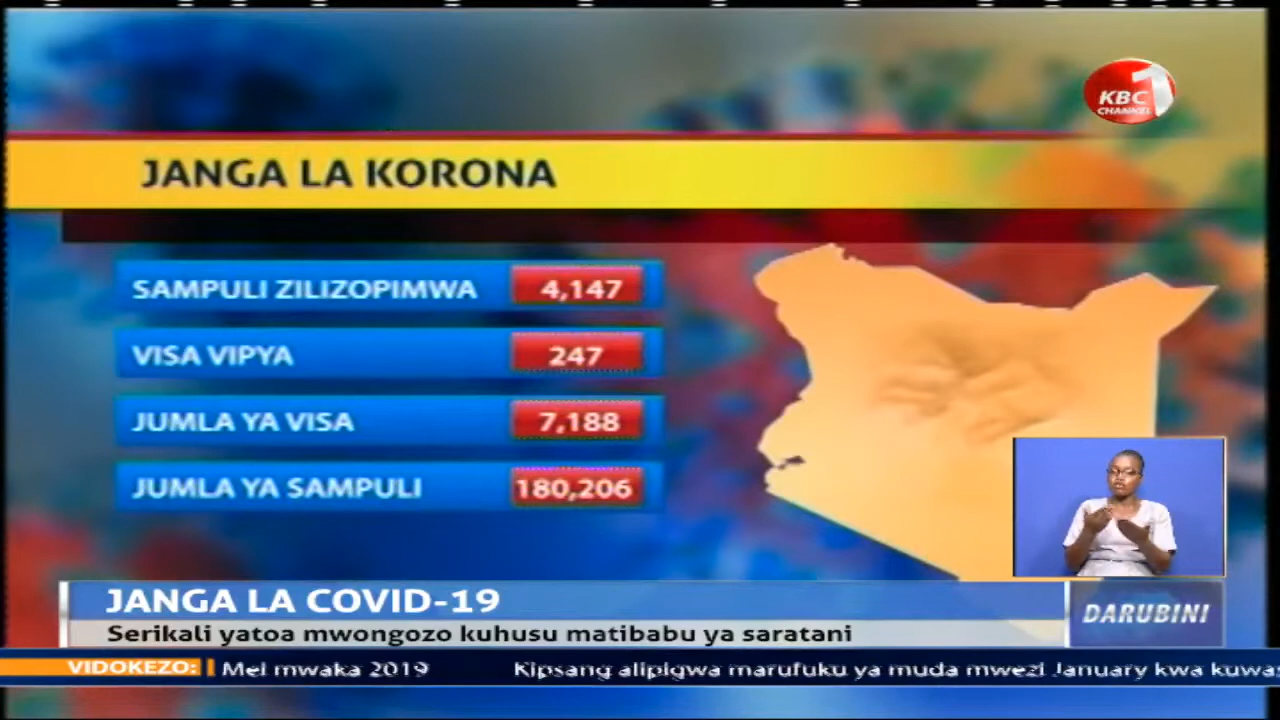 KBC 1
CHANNEL
JANGA LA KORONA
SAMPULI ZILIZOPIMWA 4,147
VISA VIPYA 247
JUMLA YA VISA 7,188
JUMLA YA SAMPULI 180,206
JANGA LA COVID-19
DARUBINI
Serikali yatoa mwongozo kuhusu matibabu ya saratani
VIDOKEZO: Mei mwaka 2019 Kipsang alipigwa marufuku ya muda mwezi January kwa kuwas